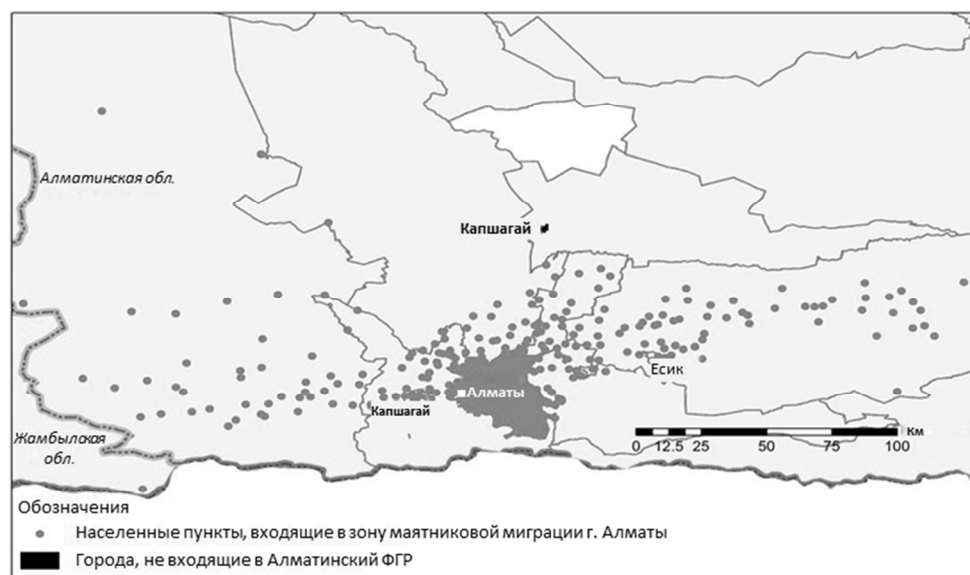 Алматинская обл.
Капшагай
Есик
Алматы
Капшагай
Жамбылская
обл.
Км
0 12.5 25 50 75 100
Обозначения
Населенные пункты, входящие в зону маятниковой миграции г. Алматы
Города, не входящие в Алматинский ФГР